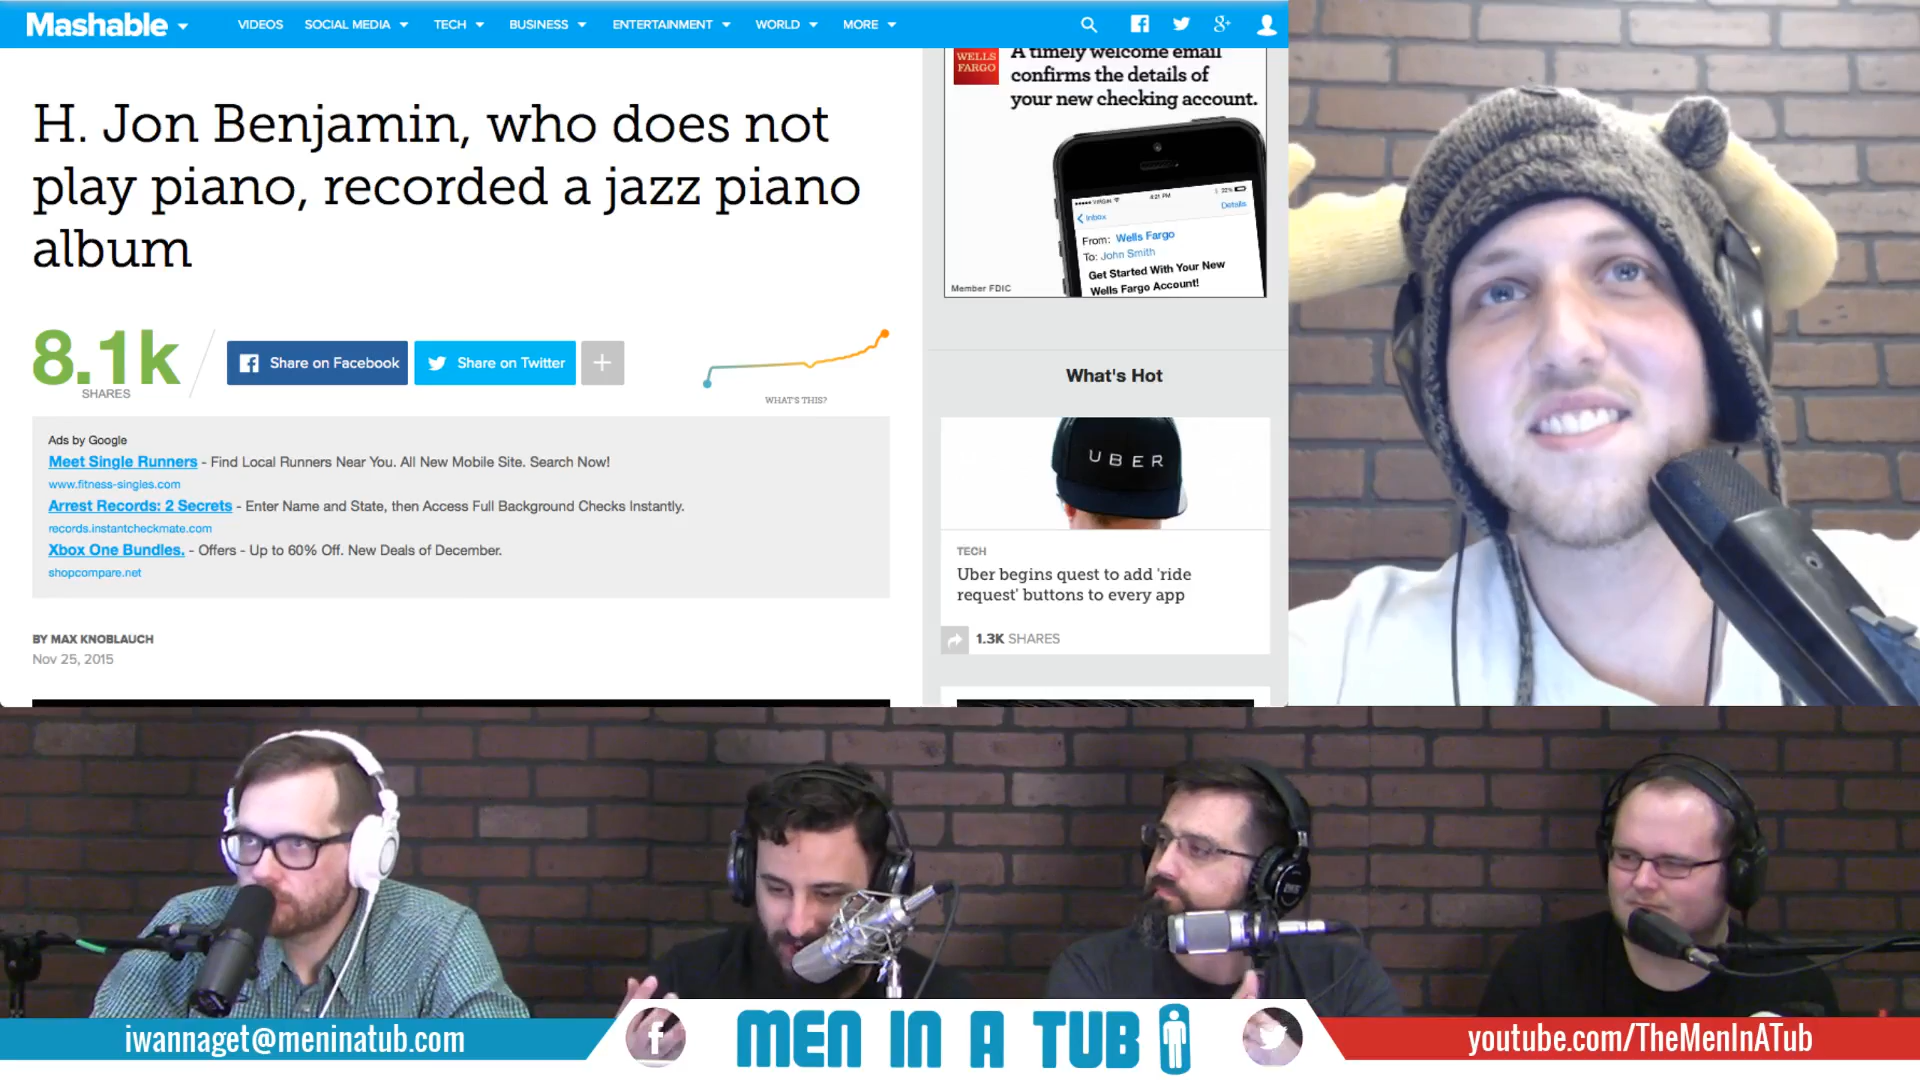 Mashable
VIDEOS
SOCIAL MEDIA
TECH
BUSINESS
ENTERTAINMENT
WORLD
MORE
H. Jon Benjamin, who does not
play piano, recorded a jazz piano
album
8.1k
SHARES
Share on Facebook
Share on Twitter
+
WHAT'S THIS?
Ads by Google
Meet Single Runners - Find Local Runners Near You. All New Mobile Site. Search Now!
www.fitness-singles.com
Arrest Records: 2 Secrets - Enter Name and State, then Access Full Background Checks Instantly.
records.instantcheckmate.com
Xbox One Bundles. - Offers - Up to 60% Off. New Deals of December.
shopcompare.net
BY MAX KNOBLAUCH
Nov 25, 2015
WELLS
FARGO
A timely welcome email
confirms the details of
your new checking account.
4:21 PM
22%
Inbox
Details
From: Wells Fargo
To: John Smith
Get Started With Your New
Wells Fargo Account!
Member FDIC
What's Hot
UBER
TECH
Uber begins quest to add 'ride
request' buttons to every app
1.3K SHARES
iwannaget@meninatub.com
MEN IN A TUB
youtube.com/TheMenInATub